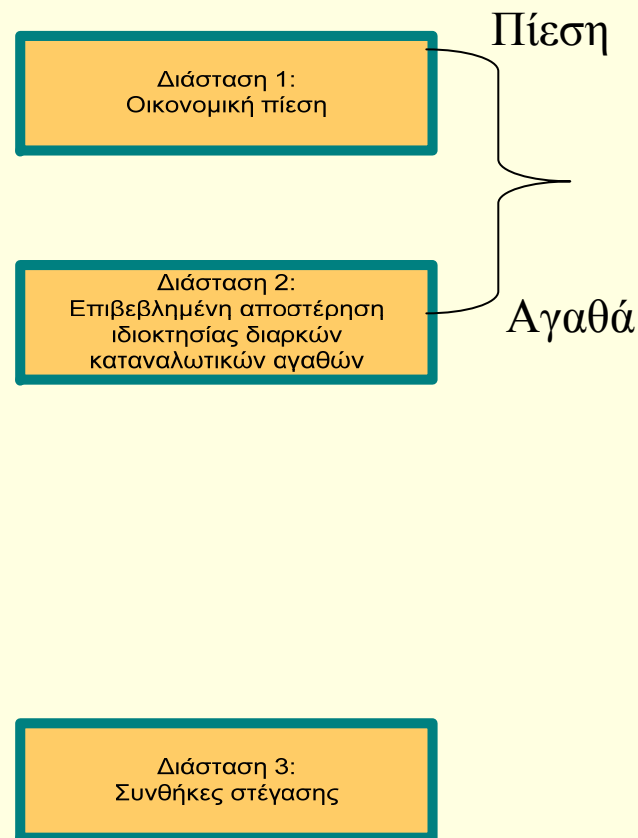 Πίεση
Διάσταση 1:
Οικονομική πίεση
Διάσταση 2:
Επιβεβλημένη αποστέρηση
ιδιοκτησίας διαρκών
καταναλωτικών αγαθών
Αγαθά
Διάσταση 3:
Συνθήκες στέγασης